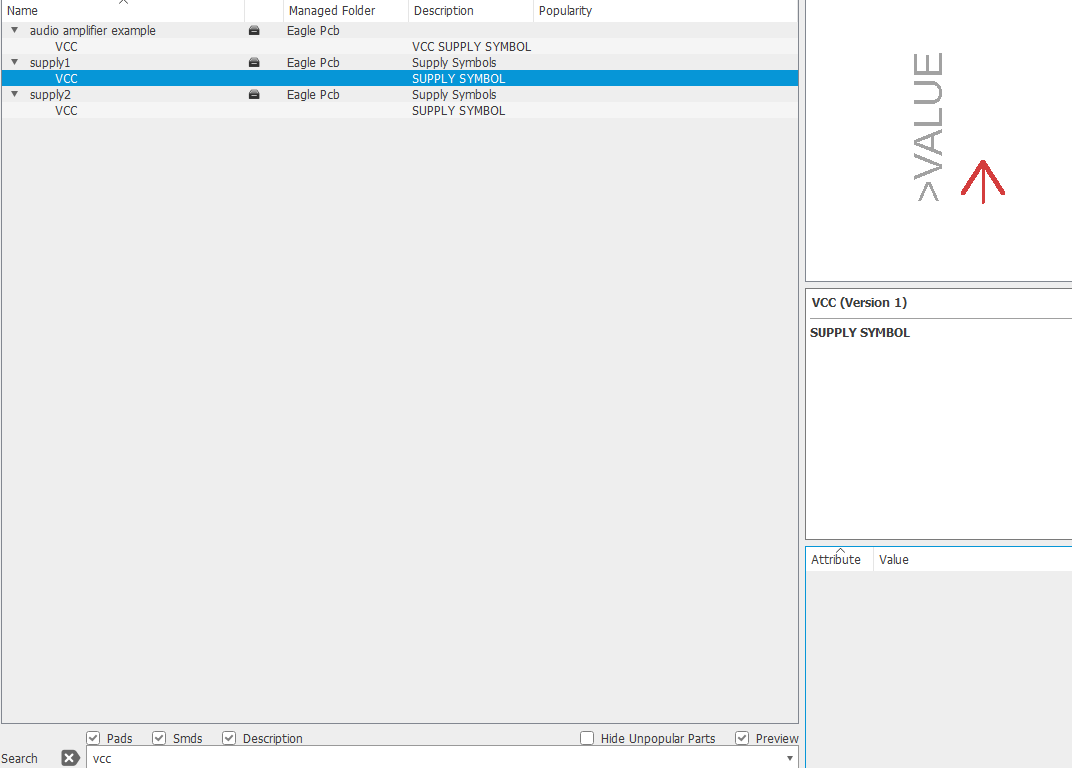 Name Managed Folder Description Popularity
audio amplifier example Eagle Pcb
VCC VCC SUPPLY SYMBOL
supply1 Eagle Pcb Supply Symbols
VCC SUPPLY SYMBOL
supply2 Eagle Pcb Supply Symbols
VCC SUPPLY SYMBOL
>VALUE
VCC (Version 1)
SUPPLY SYMBOL
Attribute Value
Pads Smds Description Hide Unpopular Parts Preview
Search vcc